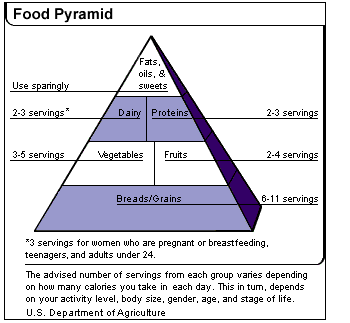 Food Pyramid
Fats,
oils, &
sweets
Use sparingly
2-3 servings* Dairy Proteins 2-3 servings
3-5 servings Vegetables Fruits 2-4 servings
Breads/Grains 6-11 servings
*3 servings for women who are pregnant or breastfeeding,
teenagers, and adults under 24.
The advised number of servings from each group varies depending
on how many calories you take in each day. This in turn, depends
on your activity level, body size, gender, age, and stage of life.
U.S. Department of Agriculture